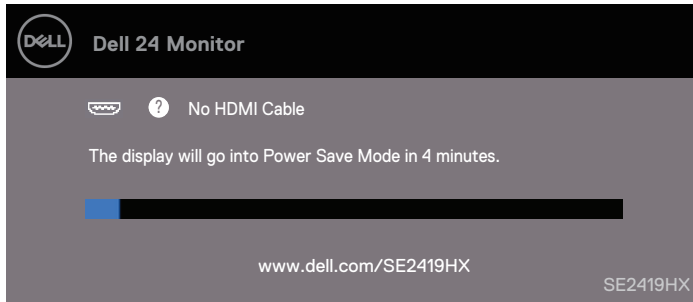 DELL
Dell 24 Monitor
? No HDMI Cable
The display will go into Power Save Mode in 4 minutes.
www.dell.com/SE2419HX
SE2419HX